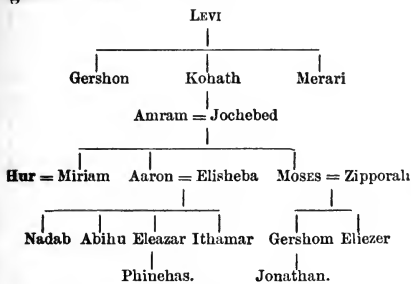 LEVI
Gershon Kohath Merari
Amram = Jochebed
Hur = Miriam Aaron = Elisheba MOSES = Zipporah
Nadab Abihu Eleazar Ithamar Gershom Eliezer
Phinehas. Jonathan.